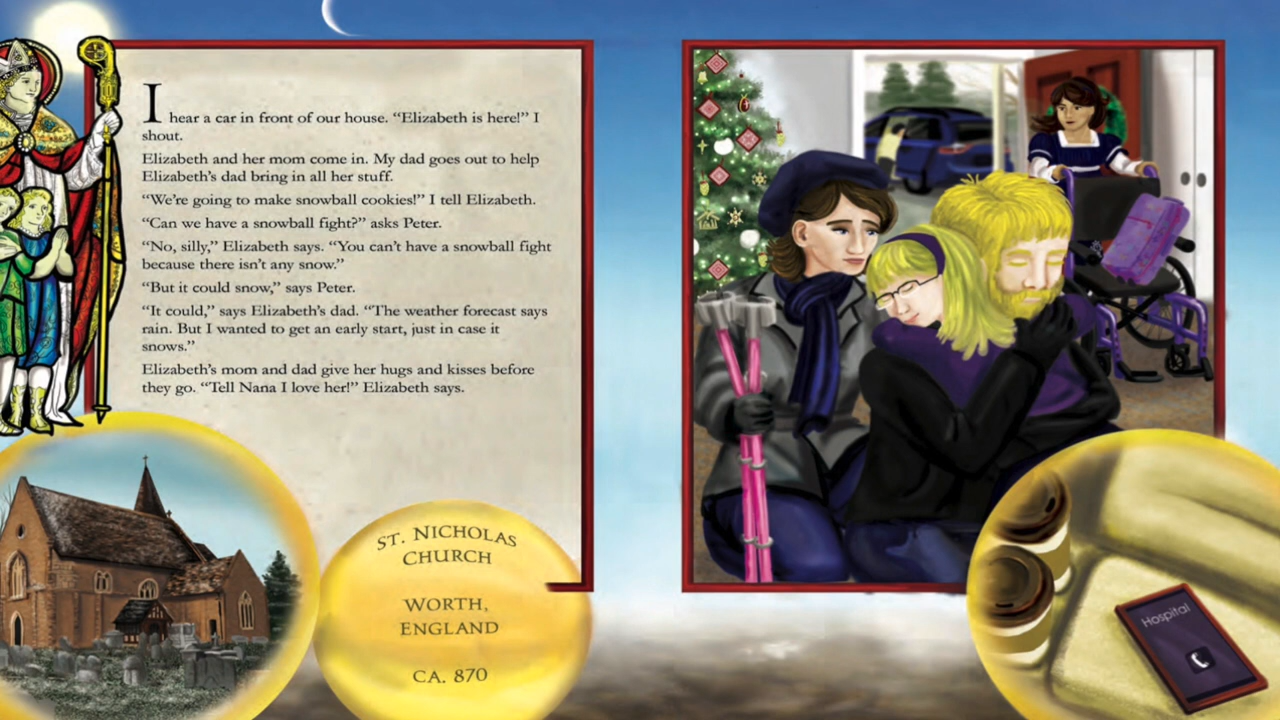 I hear a car in front of our house. “Elizabeth is here!” I
shout.
Elizabeth and her mom come in. My dad goes out to help
Elizabeth’s dad bring in all her stuff.
“We’re going to make snowball cookies!” I tell Elizabeth.
“Can we have a snowball fight?” asks Peter.
“No, silly,” Elizabeth says. “You can’t have a snowball fight
because there isn’t any snow.”
“But it could snow,” says Peter.
“It could,” says Elizabeth’s dad. “The weather forecast says
rain. But I wanted to get an early start, just in case it
snows.”
Elizabeth’s mom and dad give her hugs and kisses before
they go. “Tell Nana I love her!” Elizabeth says.
ST. NICHOLAS
CHURCH
WORTH,
ENGLAND
CA. 870
Hospital